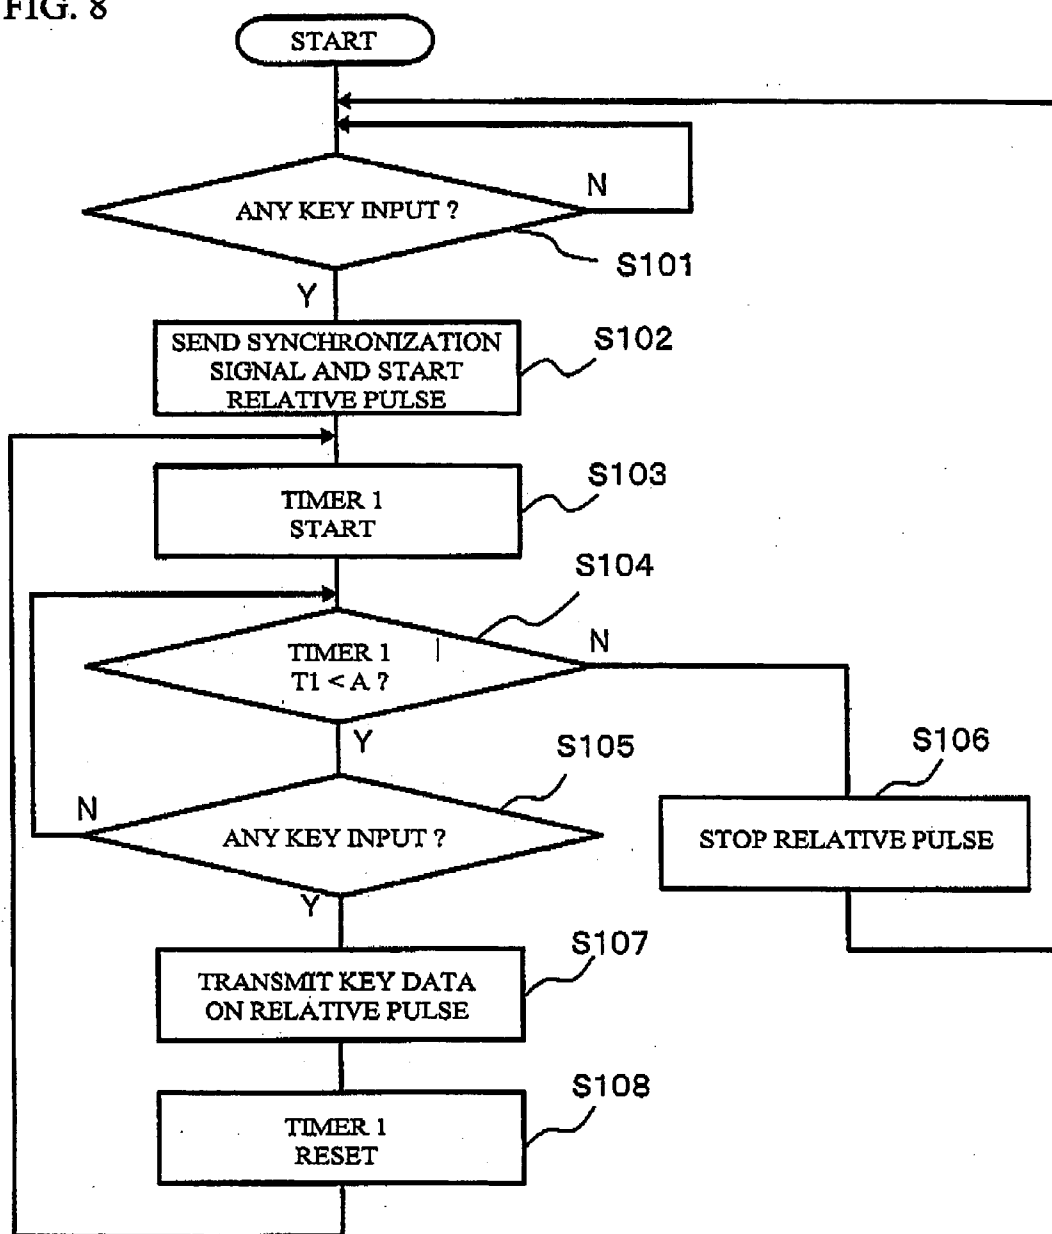 FIG. 8
START
ANY KEY INPUT ?
N
S101
Y
SEND SYNCHRONIZATION
SIGNAL AND START
RELATIVE PULSE
S102
TIMER 1
START
S103
S104
TIMER 1
T1 < A ?
N
Y
S105
N
ANY KEY INPUT ?
S106
STOP RELATIVE PULSE
Y
S107
TRANSMIT KEY DATA
ON RELATIVE PULSE
S108
TIMER 1
RESET